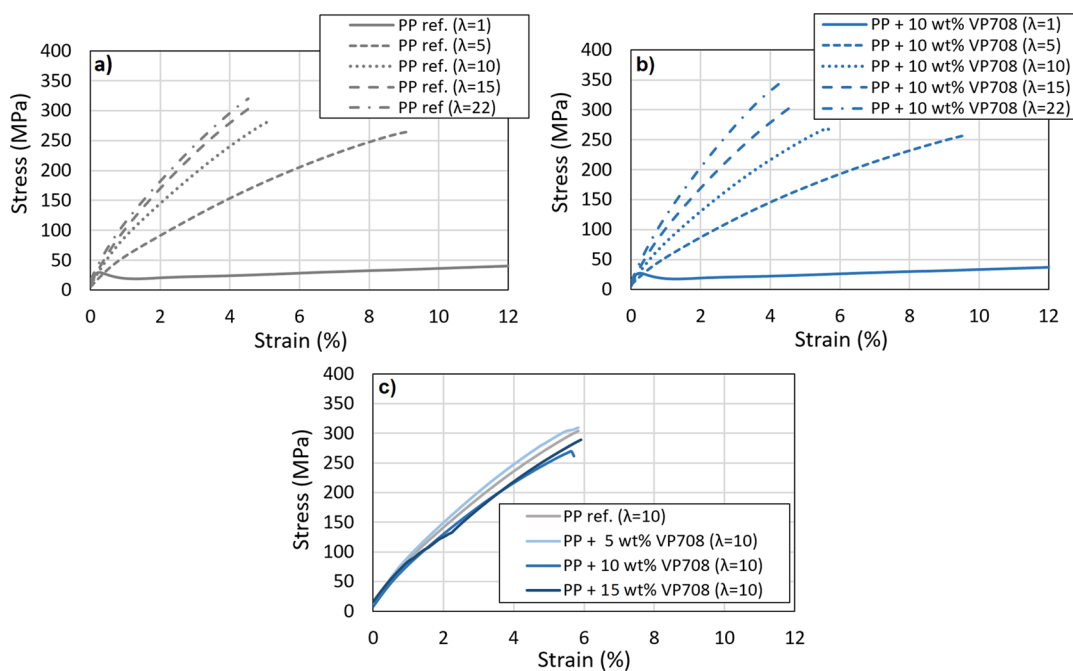 a)
PP ref. (λ=1)
PP ref. (λ=5)
PP ref. (λ=10)
PP ref. (λ=15)
PP ref (λ=22)
Stress (MPa)
400
350
300
250
200
150
100
50
0
0 2 4 6 8 10 12
Strain (%)
b)
PP + 10 wt% VP708 (λ=1)
PP + 10 wt% VP708 (λ=5)
PP + 10 wt% VP708 (λ=10)
PP + 10 wt% VP708 (λ=15)
PP + 10 wt% VP708 (λ=22)
Stress (MPa)
400
350
300
250
200
150
100
50
0
0 2 4 6 8 10 12
Strain (%)
c)
Stress (MPa)
400
350
300
250
200
150
100
50
0
PP ref. (λ=10)
PP + 5 wt% VP708 (λ=10)
PP + 10 wt% VP708 (λ=10)
PP + 15 wt% VP708 (λ=10)
0 2 4 6 8 10 12
Strain (%)